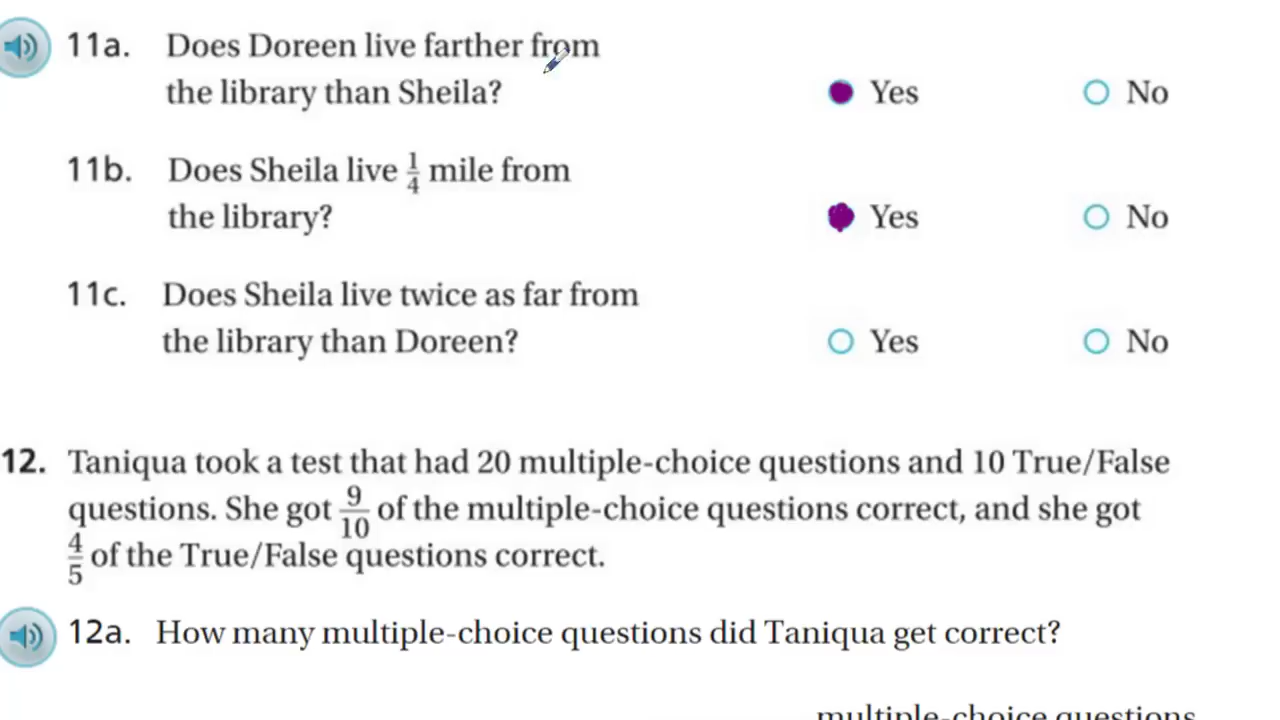 11a. Does Doreen live farther from
the library than Sheila? Yes No
11b. Does Sheila live 1/4 mile from
the library? Yes No
11c. Does Sheila live twice as far from
the library than Doreen? Yes No
12. Taniqua took a test that had 20 multiple-choice questions and 10 True/False
questions. She got 9/10 of the multiple-choice questions correct, and she got
4/5 of the True/False questions correct.
12a. How many multiple-choice questions did Taniqua get correct?
multiple-choice questions